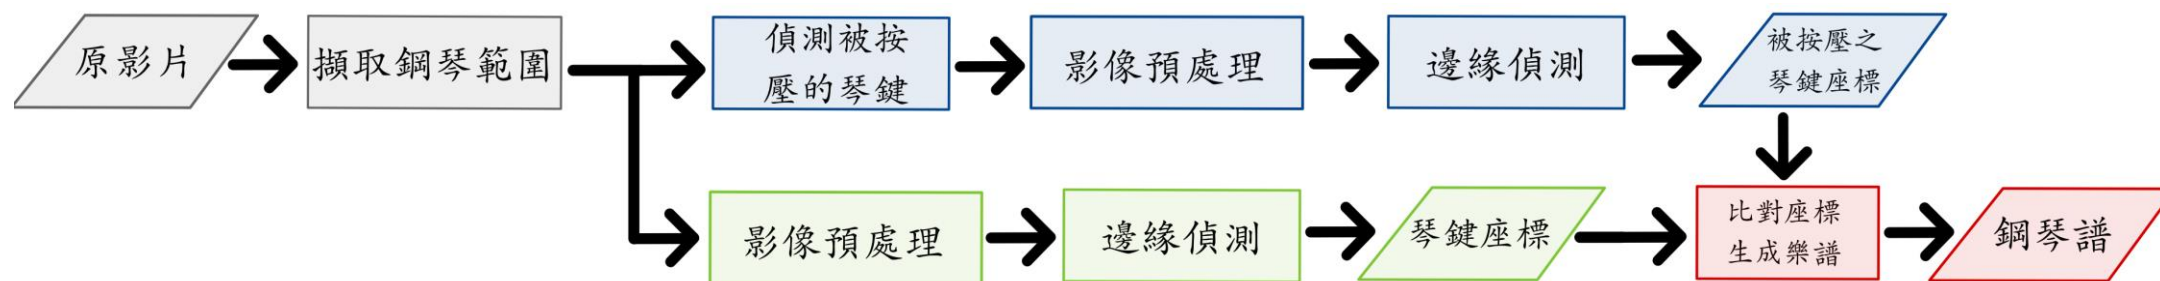 原影片
擷取鋼琴範圍
偵測被按
壓的琴鍵
影像預處理
邊緣偵測
被按壓之
琴鍵座標
影像預處理
邊緣偵測
琴鍵座標
比對座標
生成樂譜
鋼琴譜